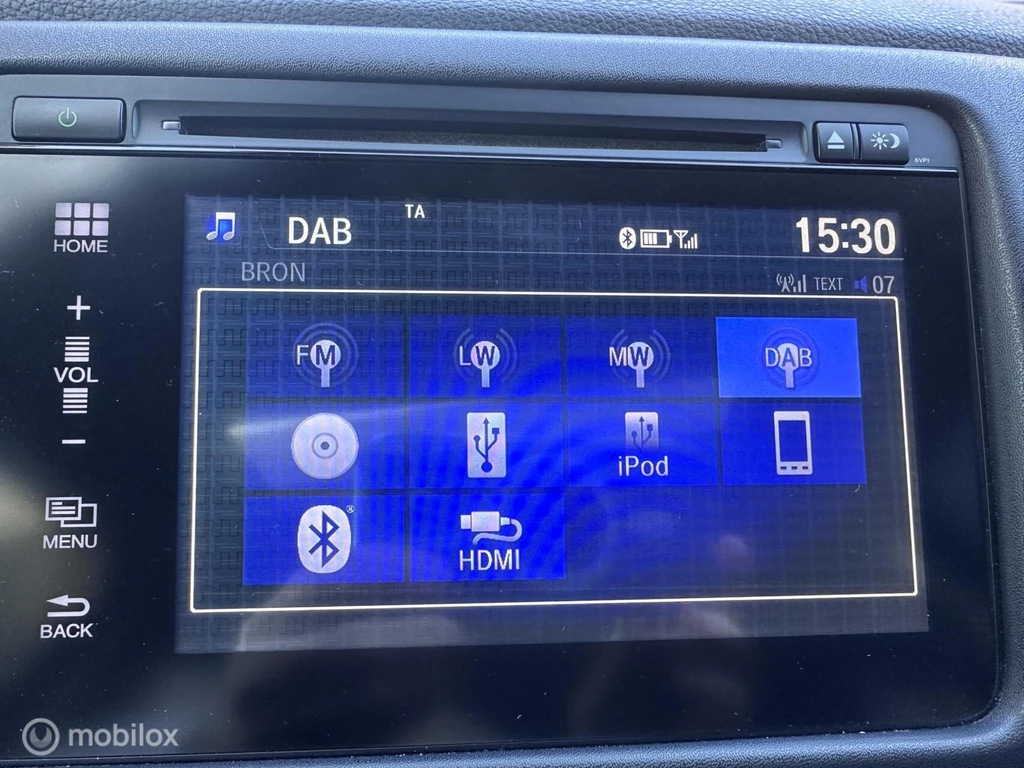 6VP1
HOME
DAB
TA
15:30
BRON
TEXT
07
+
VOL
−
FM
LW
MW
DAB
iPod
®
HDMI
MENU
BACK
mobilox